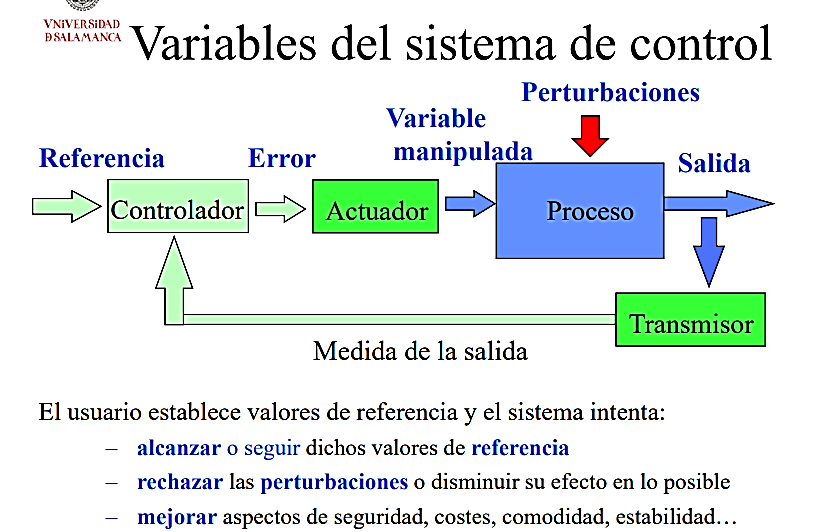 VNiVERSiDAD
D SALAMANCA
Variables del sistema de control
Perturbaciones
Variable
manipulada
Referencia
Error
Salida
Controlador
Actuador
Proceso
Transmisor
Medida de la salida
El usuario establece valores de referencia y el sistema intenta:
– alcanzar o seguir dichos valores de referencia
– rechazar las perturbaciones o disminuir su efecto en lo posible
– mejorar aspectos de seguridad, costes, comodidad, estabilidad…